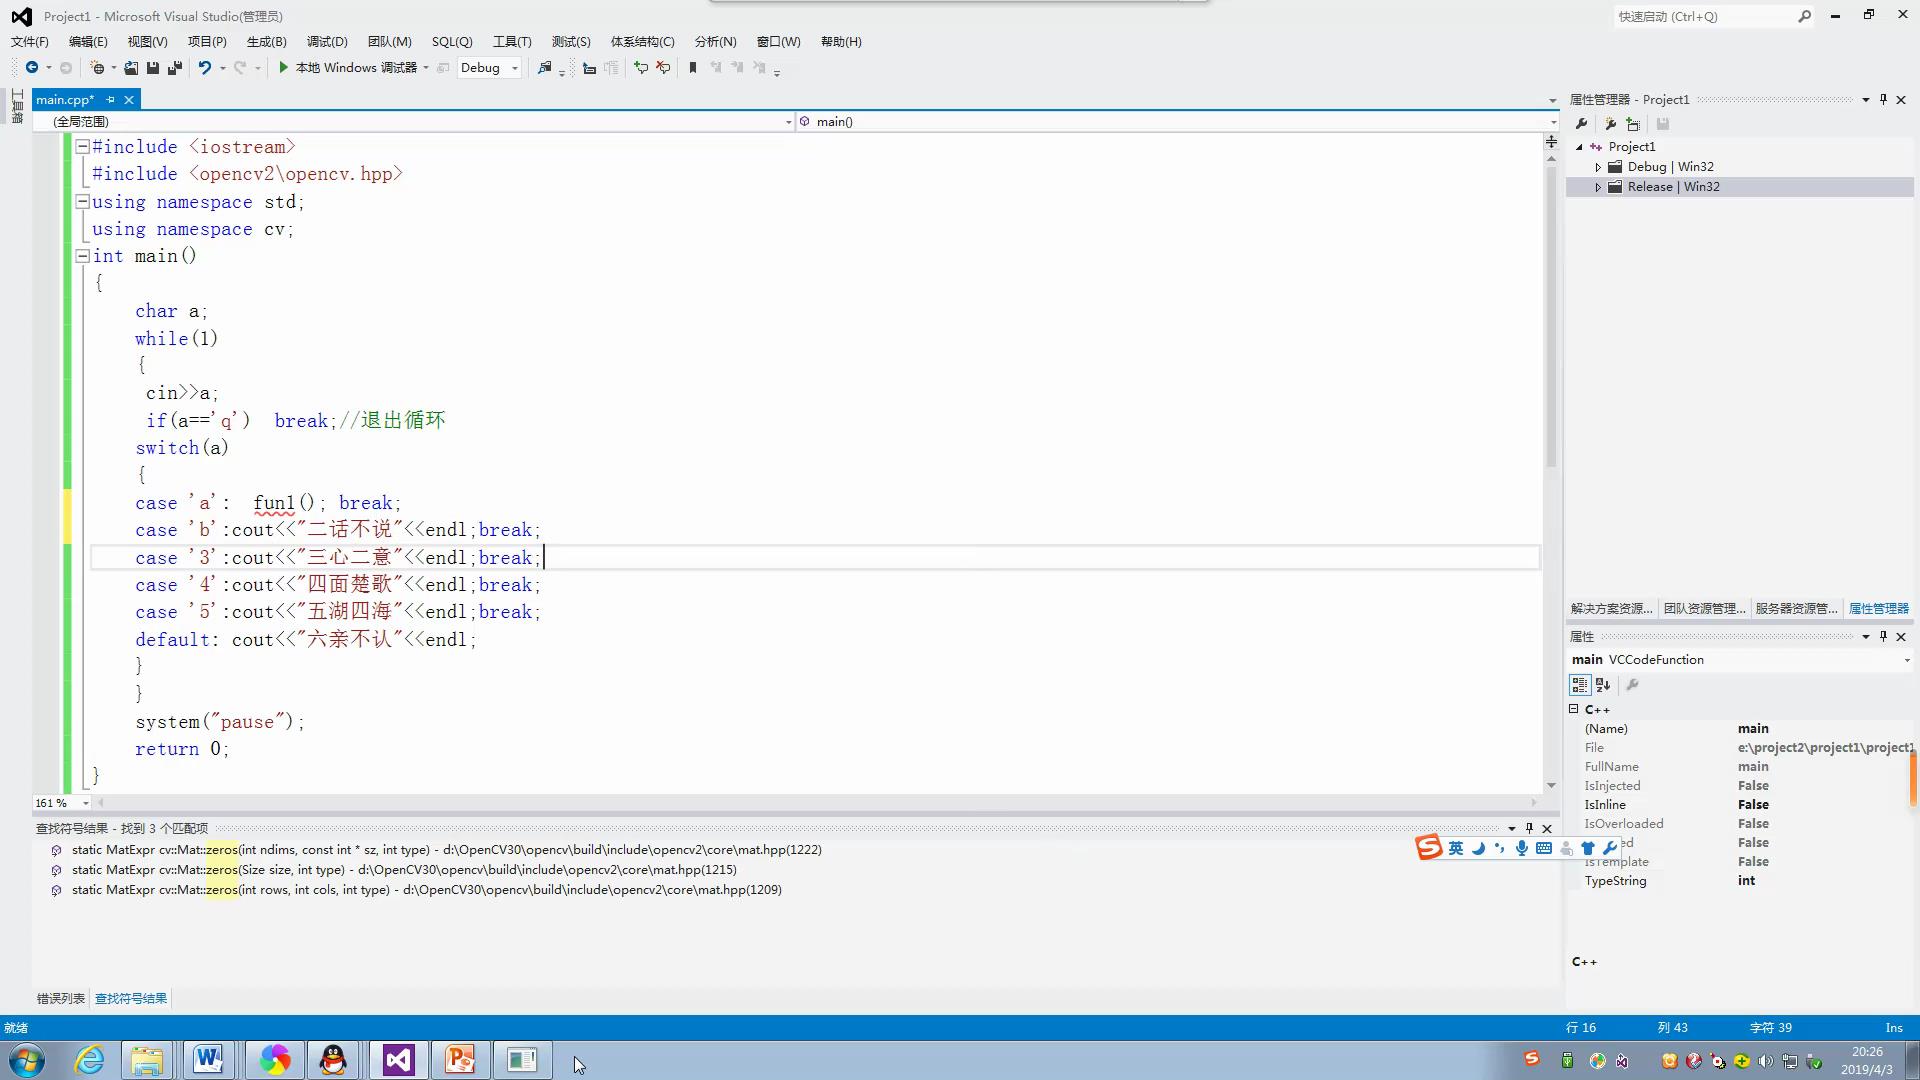 Project1 - Microsoft Visual Studio(管理员)
快速启动 (Ctrl+Q)
文件(F) 编辑(E) 视图(V) 项目(P) 生成(B) 调试(D) 团队(M) SQL(Q) 工具(T) 测试(S) 体系结构(C) 分析(N) 窗口(W) 帮助(H)
本地 Windows 调试器 Debug
工具箱
main.cpp*
(全局范围) main()
#include <iostream>
#include <opencv2\opencv.hpp>
using namespace std;
using namespace cv;
int main()
{
char a;
while(1)
{
cin>>a;
if(a=='q') break;//退出循环
switch(a)
{
case 'a': fun1(); break;
case 'b':cout<<"二话不说"<<endl;break;
case '3':cout<<"三心二意"<<endl;break;
case '4':cout<<"四面楚歌"<<endl;break;
case '5':cout<<"五湖四海"<<endl;break;
default: cout<<"六亲不认"<<endl;
}
}
system("pause");
return 0;
}
161 %
查找符号结果 - 找到 3 个匹配项
static MatExpr cv::Mat::zeros(int ndims, const int * sz, int type) - d:\OpenCV30\opencv\build\include\opencv2\core\mat.hpp(1222)
static MatExpr cv::Mat::zeros(Size size, int type) - d:\OpenCV30\opencv\build\include\opencv2\core\mat.hpp(1215)
static MatExpr cv::Mat::zeros(int rows, int cols, int type) - d:\OpenCV30\opencv\build\include\opencv2\core\mat.hpp(1209)
错误列表 查找符号结果
属性管理器 - Project1
Project1
Debug | Win32
Release | Win32
解决方案资源... 团队资源管理... 服务器资源管... 属性管理器
属性
main VCCodeFunction
C++
(Name) main
File e:\project2\project1\project1
FullName main
IsInjected False
IsInline False
IsOverloaded False
False
IsTemplate False
TypeString int
C++
英
就绪 行 16 列 43 字符 39 Ins
20:26
2019/4/3